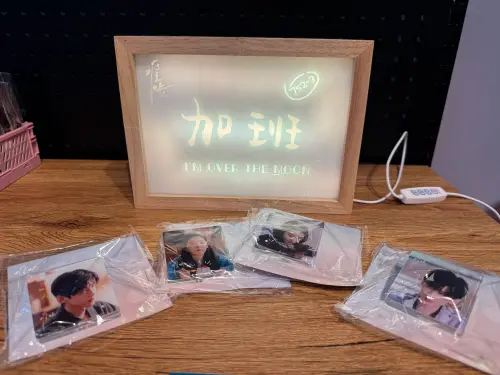 加班
I'M OVER THE MOON